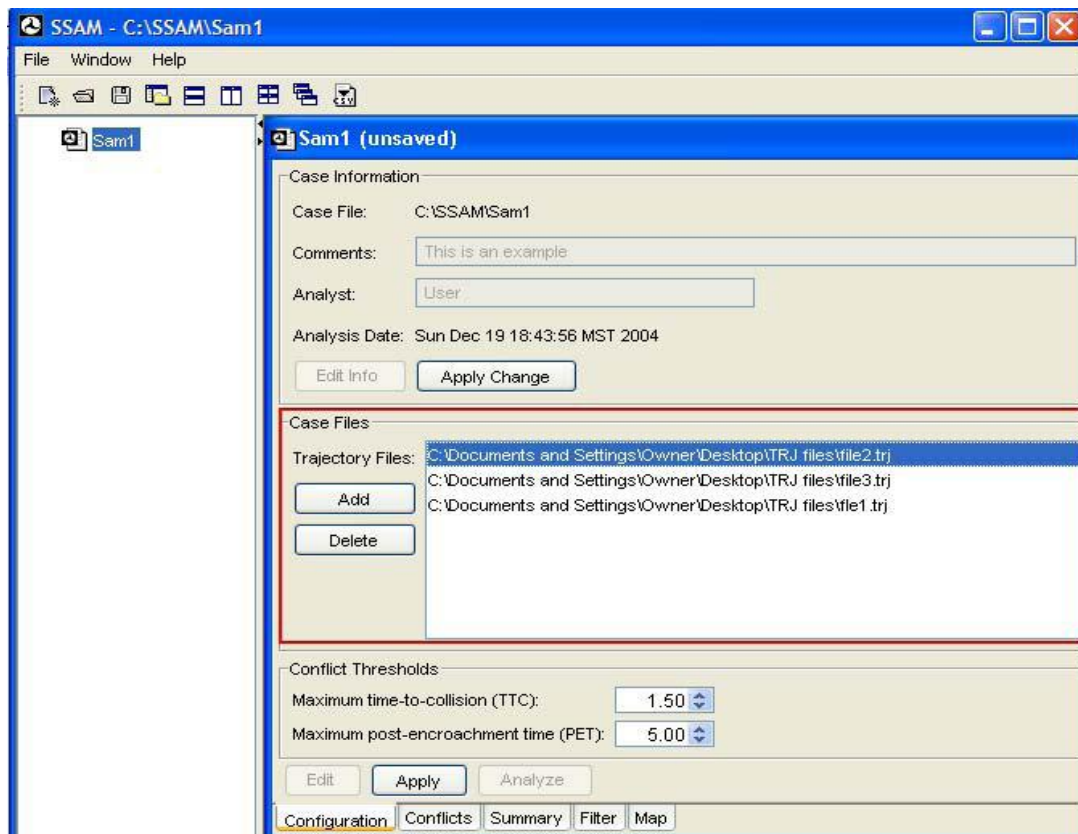 SSAM - C:\SSAM\Sam1
File Window Help
CSV
Sam1
Sam1 (unsaved)
Case Information
Case File: C:\SSAM\Sam1
Comments: This is an example
Analyst: User
Analysis Date: Sun Dec 19 18:43:56 MST 2004
Edit Info Apply Change
Case Files
Trajectory Files: C:\Documents and Settings\Owner\Desktop\TRJ files\file2.trj
C:\Documents and Settings\Owner\Desktop\TRJ files\file3.trj
Add
C:\Documents and Settings\Owner\Desktop\TRJ files\fle1.trj
Delete
Conflict Thresholds
Maximum time-to-collision (TTC): 1.50
Maximum post-encroachment time (PET): 5.00
Edit Apply Analyze
Configuration Conflicts Summary Filter Map